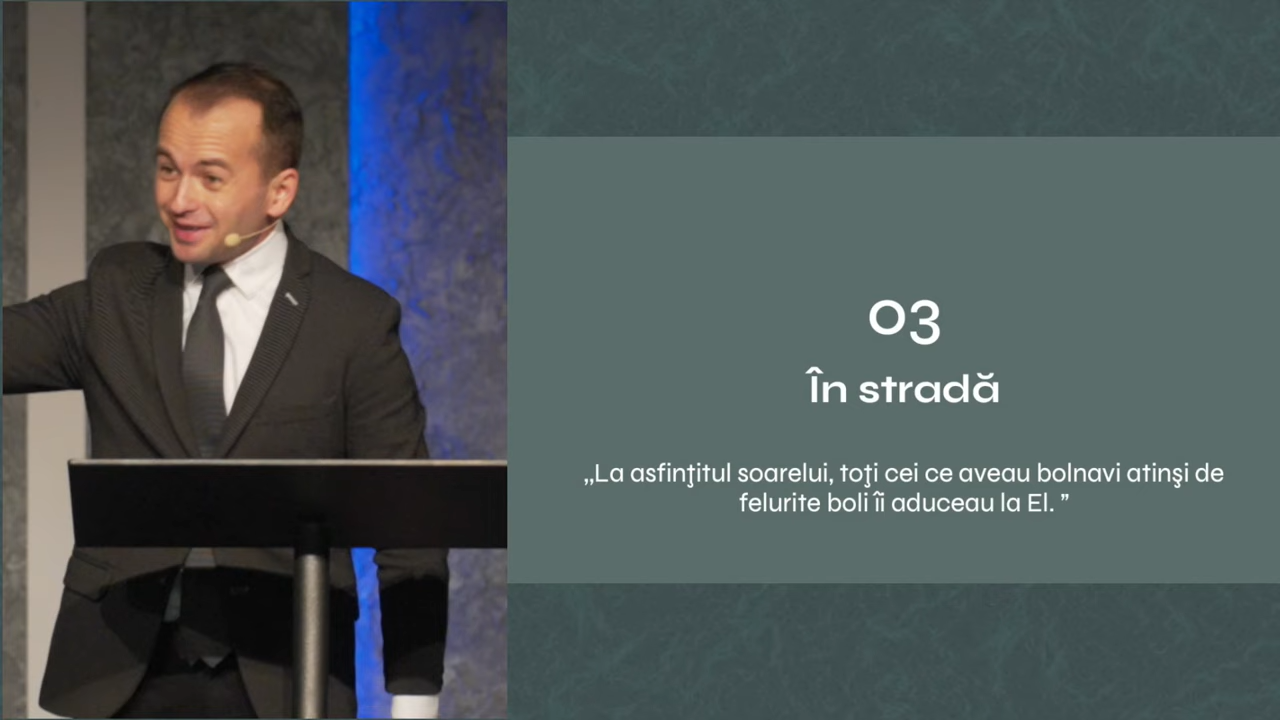 03
În stradă
„La asfinţitul soarelui, toţi cei ce aveau bolnavi atinşi de
felurite boli îi aduceau la El. ”